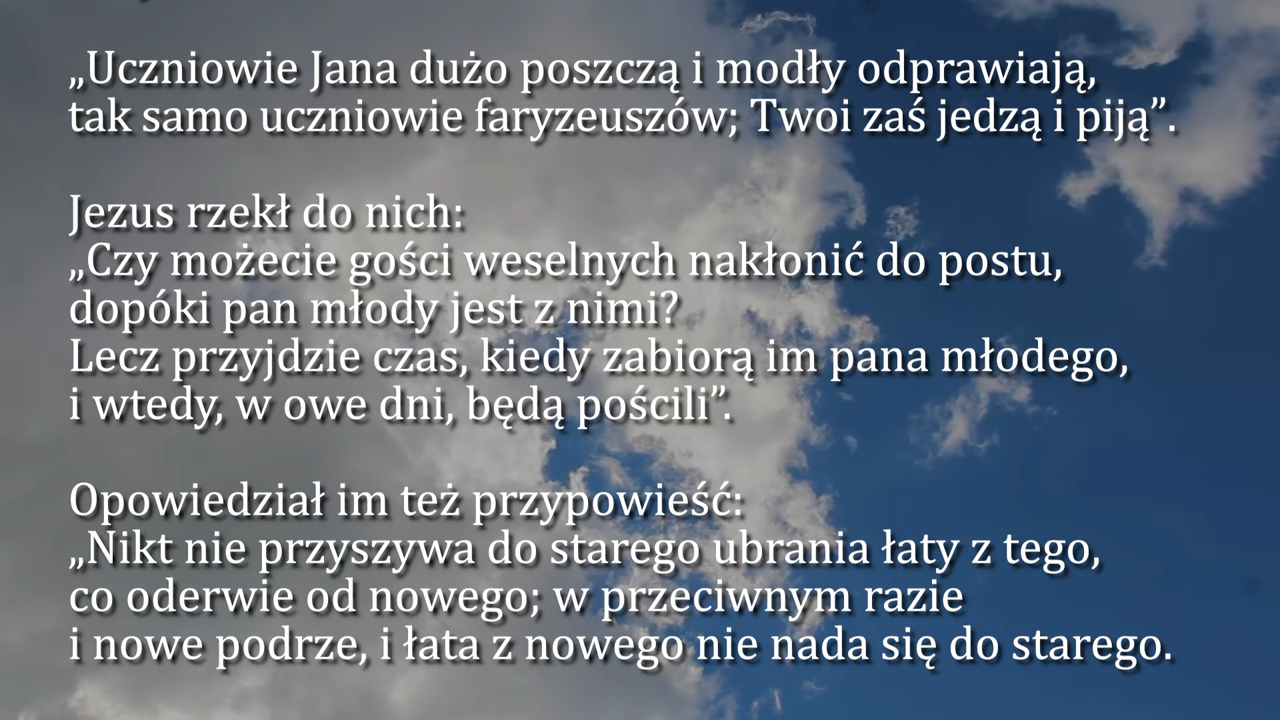 „Uczniowie Jana dużo poszczą i modły odprawiają,
tak samo uczniowie faryzeuszów; Twoi zaś jedzą i piją”.
Jezus rzekł do nich:
„Czy możecie gości weselnych nakłonić do postu,
dopóki pan młody jest z nimi?
Lecz przyjdzie czas, kiedy zabiorą im pana młodego,
i wtedy, w owe dni, będą pościli”.
Opowiedział im też przypowieść:
„Nikt nie przyszywa do starego ubrania łaty z tego,
co oderwie od nowego; w przeciwnym razie
i nowe podrze, i łata z nowego nie nada się do starego.